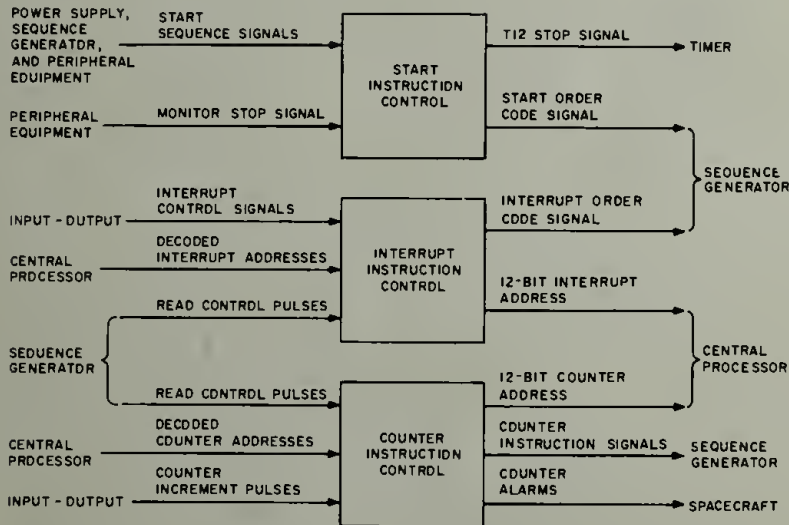 POWER SUPPLY,
SEQUENCE
GENERATOR,
AND PERIPHERAL
EQUIPMENT
START
SEQUENCE SIGNALS
START
INSTRUCTION
CONTROL
T12 STOP SIGNAL
TIMER
PERIPHERAL
EQUIPMENT
MONITOR STOP SIGNAL
START ORDER
CODE SIGNAL
SEQUENCE
GENERATOR
INPUT-OUTPUT
INTERRUPT
CONTROL SIGNALS
INTERRUPT
INSTRUCTION
CONTROL
INTERRUPT ORDER
CODE SIGNAL
CENTRAL
PROCESSOR
DECODED
INTERRUPT ADDRESSES
12-BIT INTERRUPT
ADDRESS
READ CONTROL PULSES
SEQUENCE
GENERATOR
CENTRAL
PROCESSOR
READ CONTROL PULSES
12-BIT COUNTER
ADDRESS
CENTRAL
PROCESSOR
DECODED
COUNTER ADDRESSES
COUNTER
INSTRUCTION
CONTROL
COUNTER
INSTRUCTION SIGNALS
SEQUENCE
GENERATOR
INPUT-OUTPUT
COUNTER
INCREMENT PULSES
COUNTER
ALARMS
SPACECRAFT